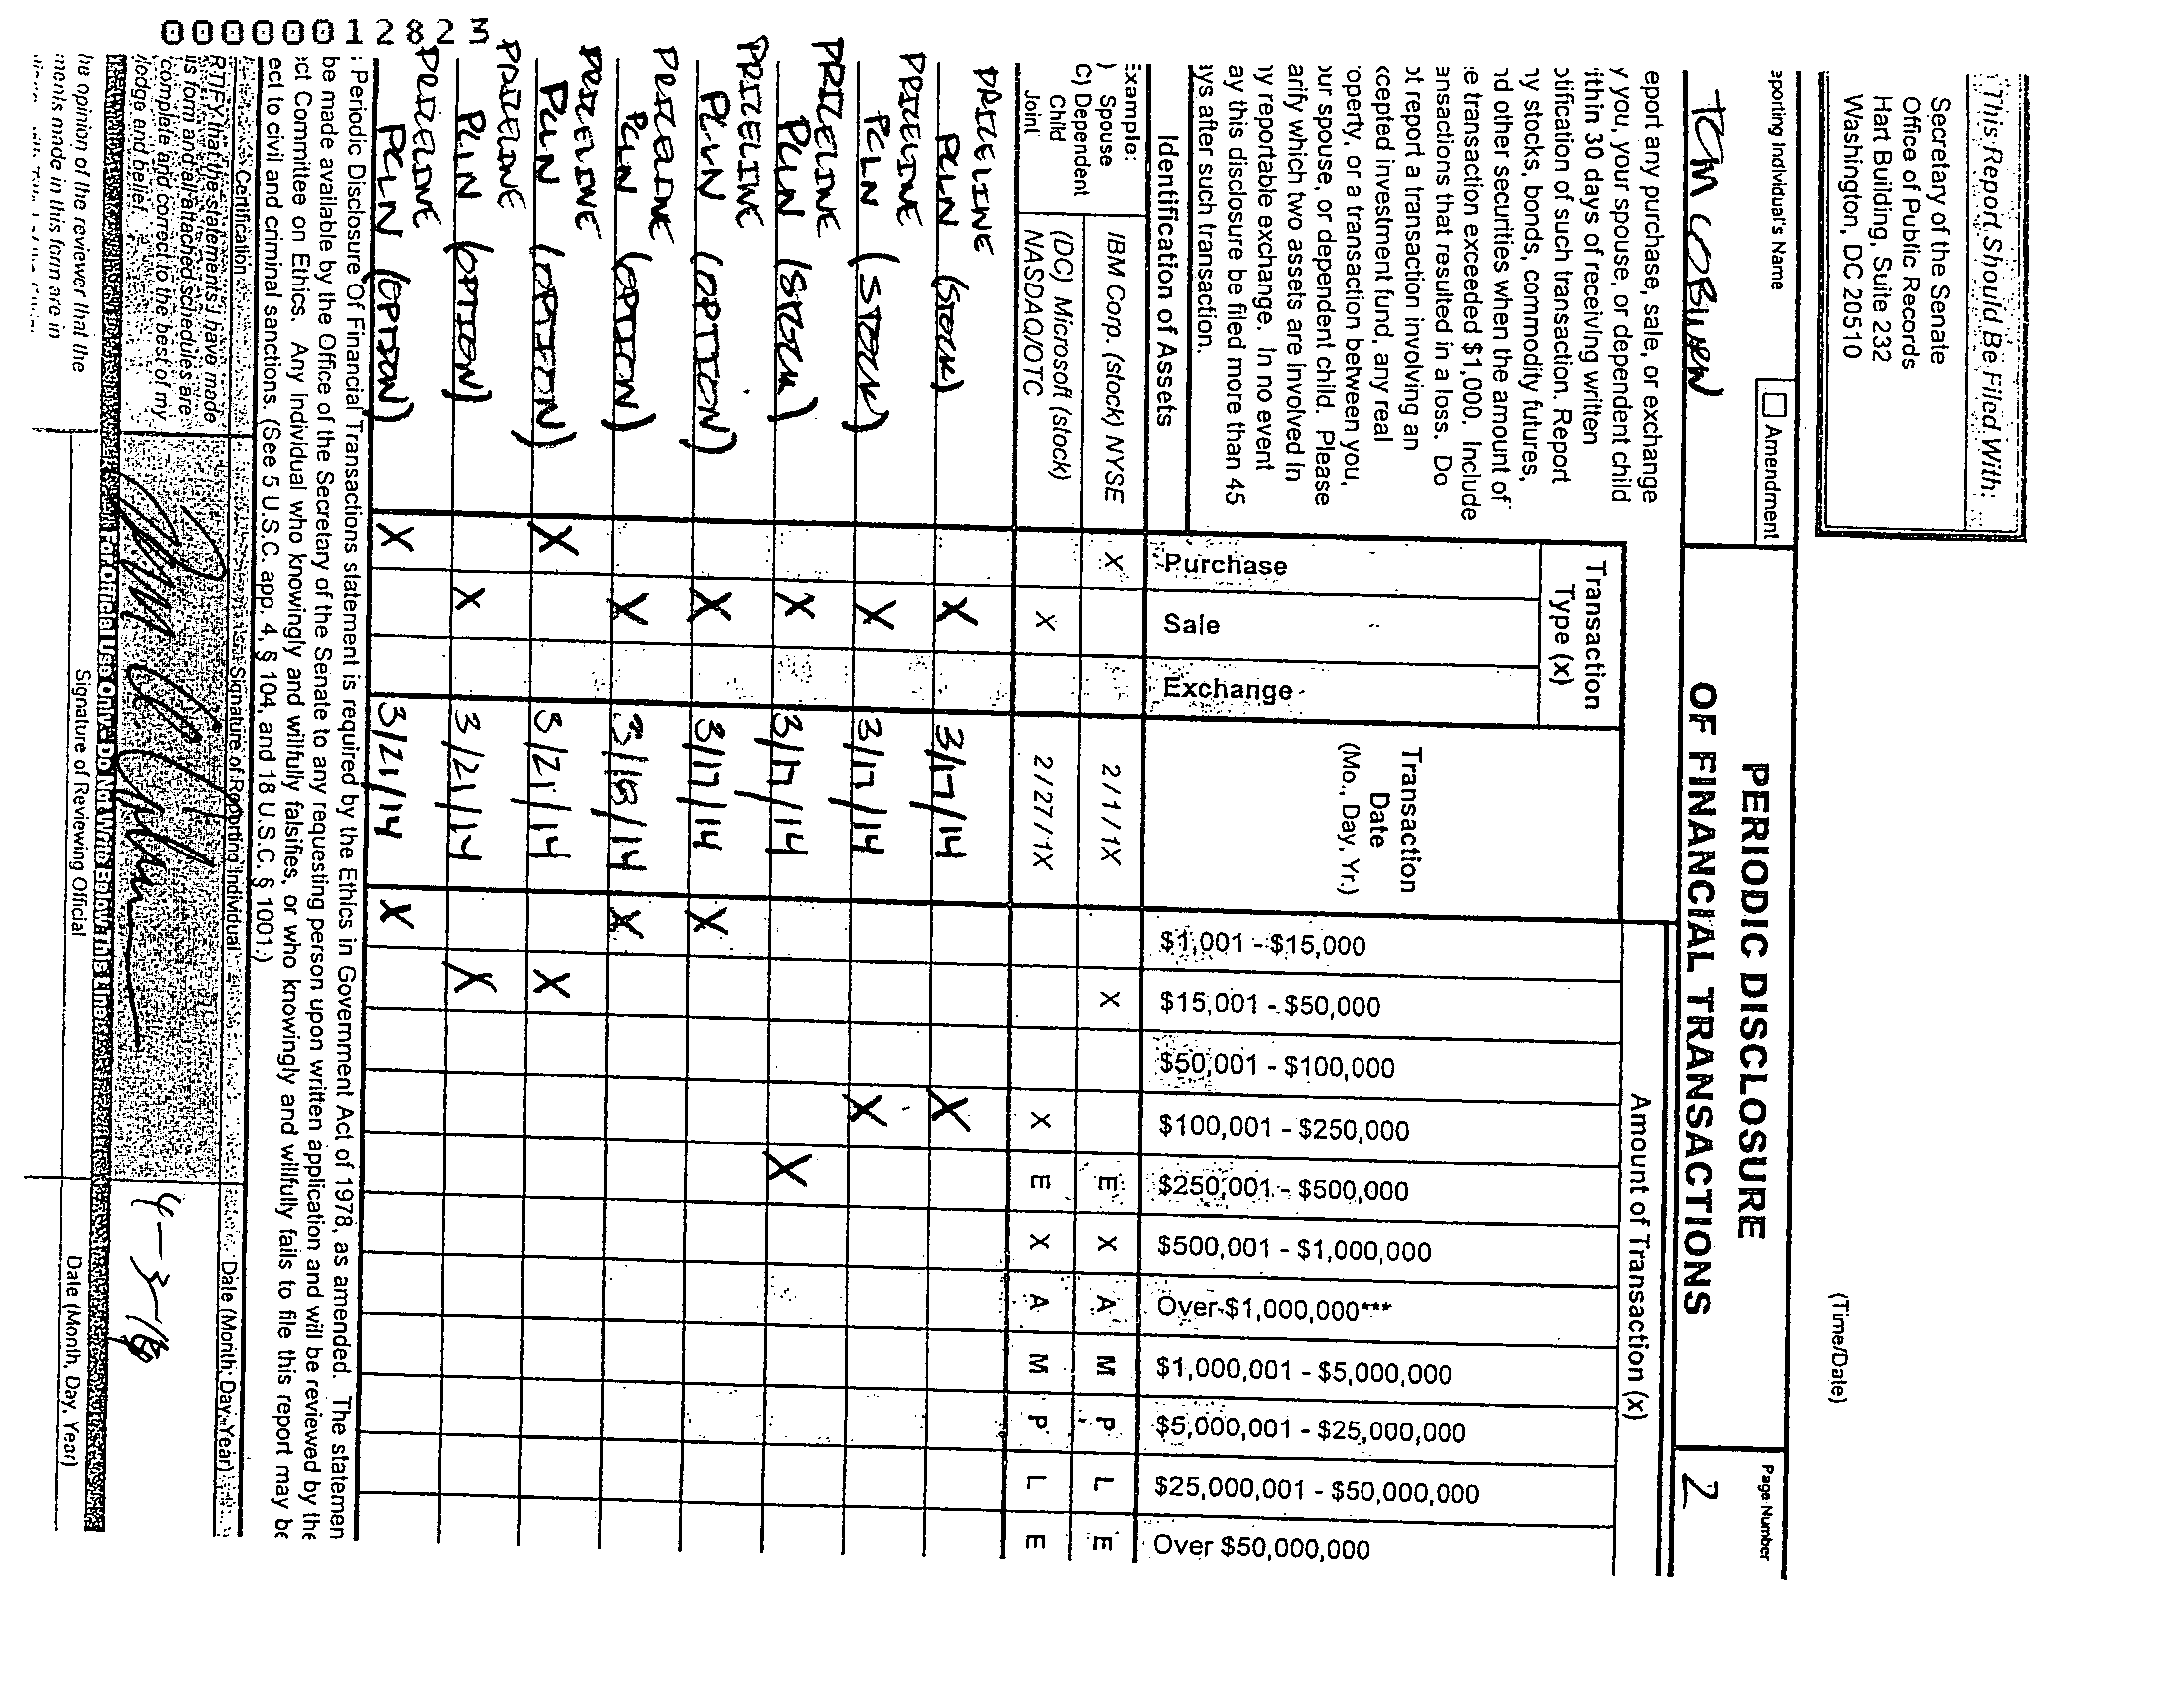 This Report Should Be Filed With:
Secretary of the Senate
Office of Public Records
Hart Building, Suite 232
Washington, DC 20510
(Time/Date)
eporting Individual's Name
Amendment
TOM COBURN
PERIODIC DISCLOSURE
OF FINANCIAL TRANSACTIONS
Page Number
2
eport any purchase, sale, or exchange
y you, your spouse, or dependent child
ithin 30 days of receiving written
otification of such transaction. Report
ny stocks, bonds, commodity futures,
nd other securities when the amount of
e transaction exceeded $1,000. Include
ansactions that resulted in a loss. Do
ot report a transaction involving an
xcepted investment fund, any real
operty, or a transaction between you,
our spouse, or dependent child. Please
arify which two assets are involved in
ny reportable exchange. In no event
ay this disclosure be filed more than 45
ays after such transaction.
Identification of Assets
Transaction
Type (x)
Purchase
Sale
Exchange
Transaction
Date
(Mo., Day, Yr.)
Amount of Transaction (x)
$1,001 - $15,000
$15,001 - $50,000
$50,001 - $100,000
$100,001 - $250,000
$250,001 - $500,000
$500,001 - $1,000,000
Over $1,000,000***
$1,000,001 - $5,000,000
$5,000,001 - $25,000,000
$25,000,001 - $50,000,000
Over $50,000,000
Example:
) Spouse
C) Dependent
Child
Joint
IBM Corp. (stock) NYSE X 2/1/1X X E X A M P L E
(DC) Microsoft (stock)
NASDAQ/OTC X 2/27/1X X E X A M P L E
PRICELINE
PCLN (STOCK) X 3/17/14 X
PRICELINE
PCLN (STOCK) X 3/17/14 X
PRICELINE
PCLN (STOCK) X 3/17/14 X
PRICELINE
PCLN (OPTION) X 3/17/14 X
PRICELINE
PCLN (OPTION) X 3/18/14 X
PRICELINE
PCLN (OPTION) X 3/21/14 X
PRICELINE
PCLN (OPTION) X 3/21/14 X
PRICELINE
PCLN (OPTION) X 3/21/14 X
: Periodic Disclosure Of Financial Transactions statement is required by the Ethics in Government Act of 1978, as amended. The statemen
be made available by the Office of the Secretary of the Senate to any requesting person upon written application and will be reviewed by the
ct Committee on Ethics. Any Individual who knowingly and willfully falsifies, or who knowingly and willfully fails to file this report may be
ect to civil and criminal sanctions. (See 5 U.S.C. app. 4, § 104, and 18 U.S.C. § 1001.)
Certification
Signature of Reporting Individual
Date (Month, Day, Year)
RTIFY that the statements I have made
is form and all attached schedules are
complete and correct to the best of my
ledge and belief.
4-3-14
For Official Use Only - Do Not Write Below This Line
he opinion of the reviewer that the
ments made in this form are in
Signature of Reviewing Official
Date (Month, Day, Year)
000000012823